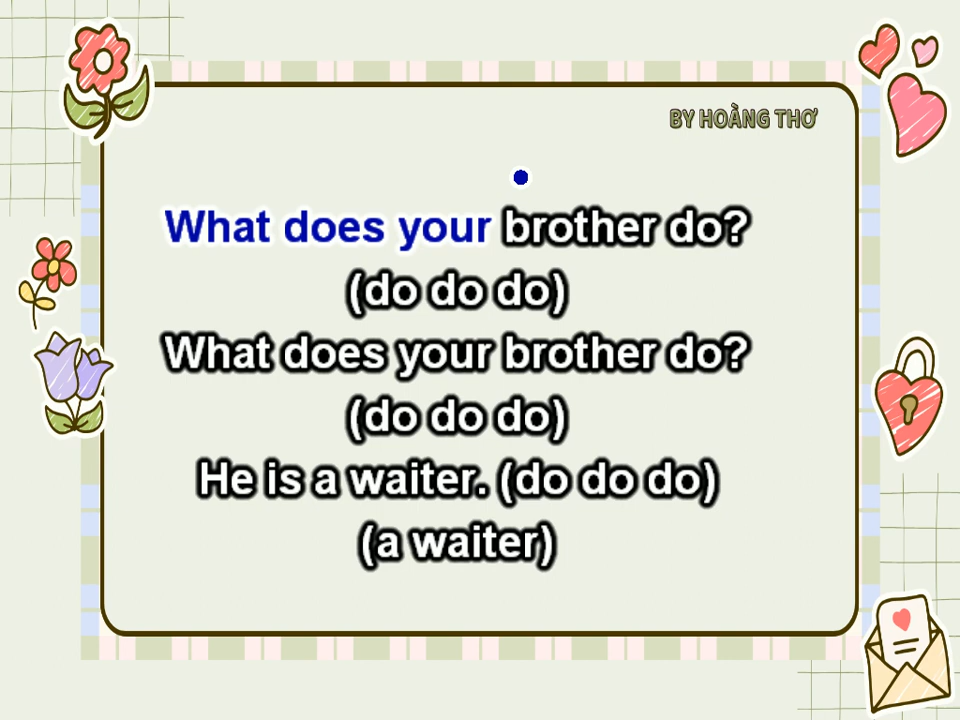 BY HOÀNG THƠ
What does your brother do?
(do do do)
What does your brother do?
(do do do)
He is a waiter. (do do do)
(a waiter)